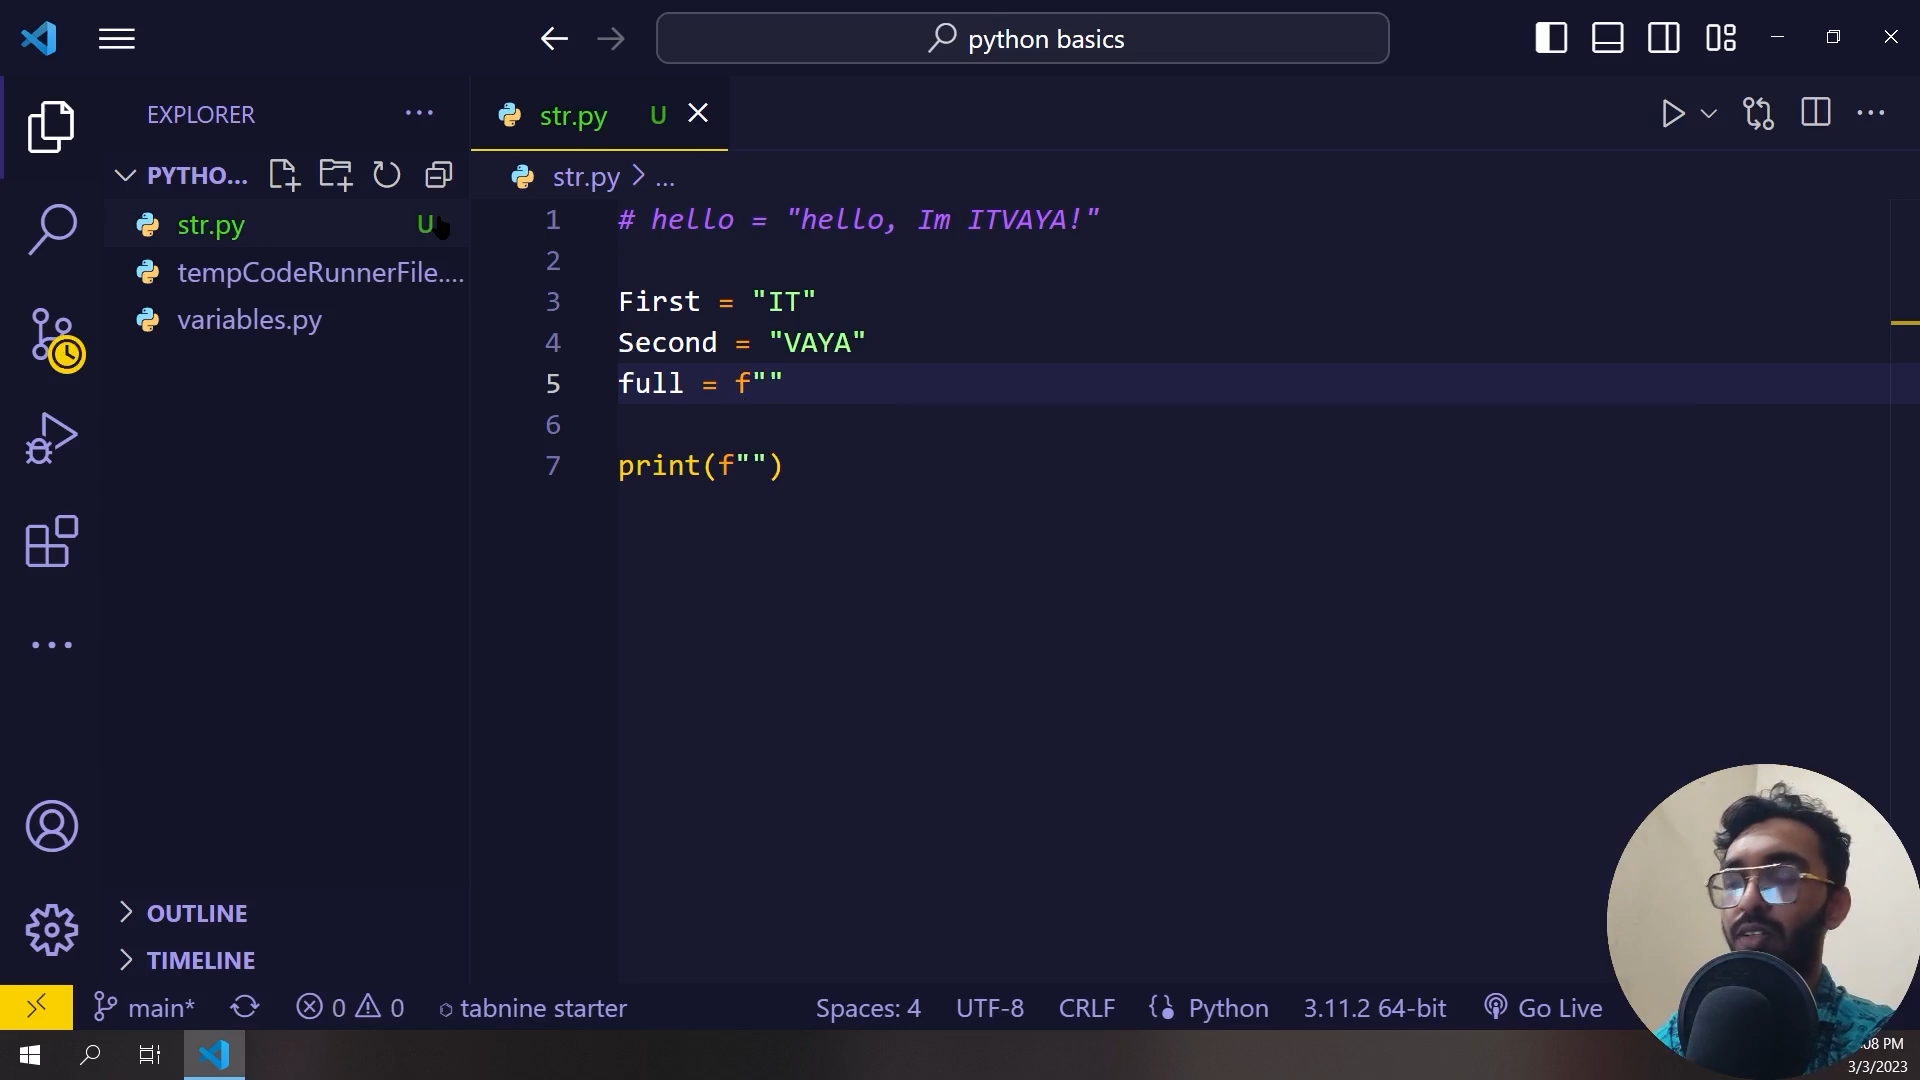 python basics
EXPLORER
str.py U
PYTHO...
str.py > ...
str.py U
tempCodeRunnerFile....
variables.py
1 # hello = "hello, Im ITVAYA!"
2
3 First = "IT"
4 Second = "VAYA"
5 full = f""
6
7 print(f"")
OUTLINE
TIMELINE
main* 0 0 tabnine starter Spaces: 4 UTF-8 CRLF Python 3.11.2 64-bit Go Live
:08 PM
3/3/2023